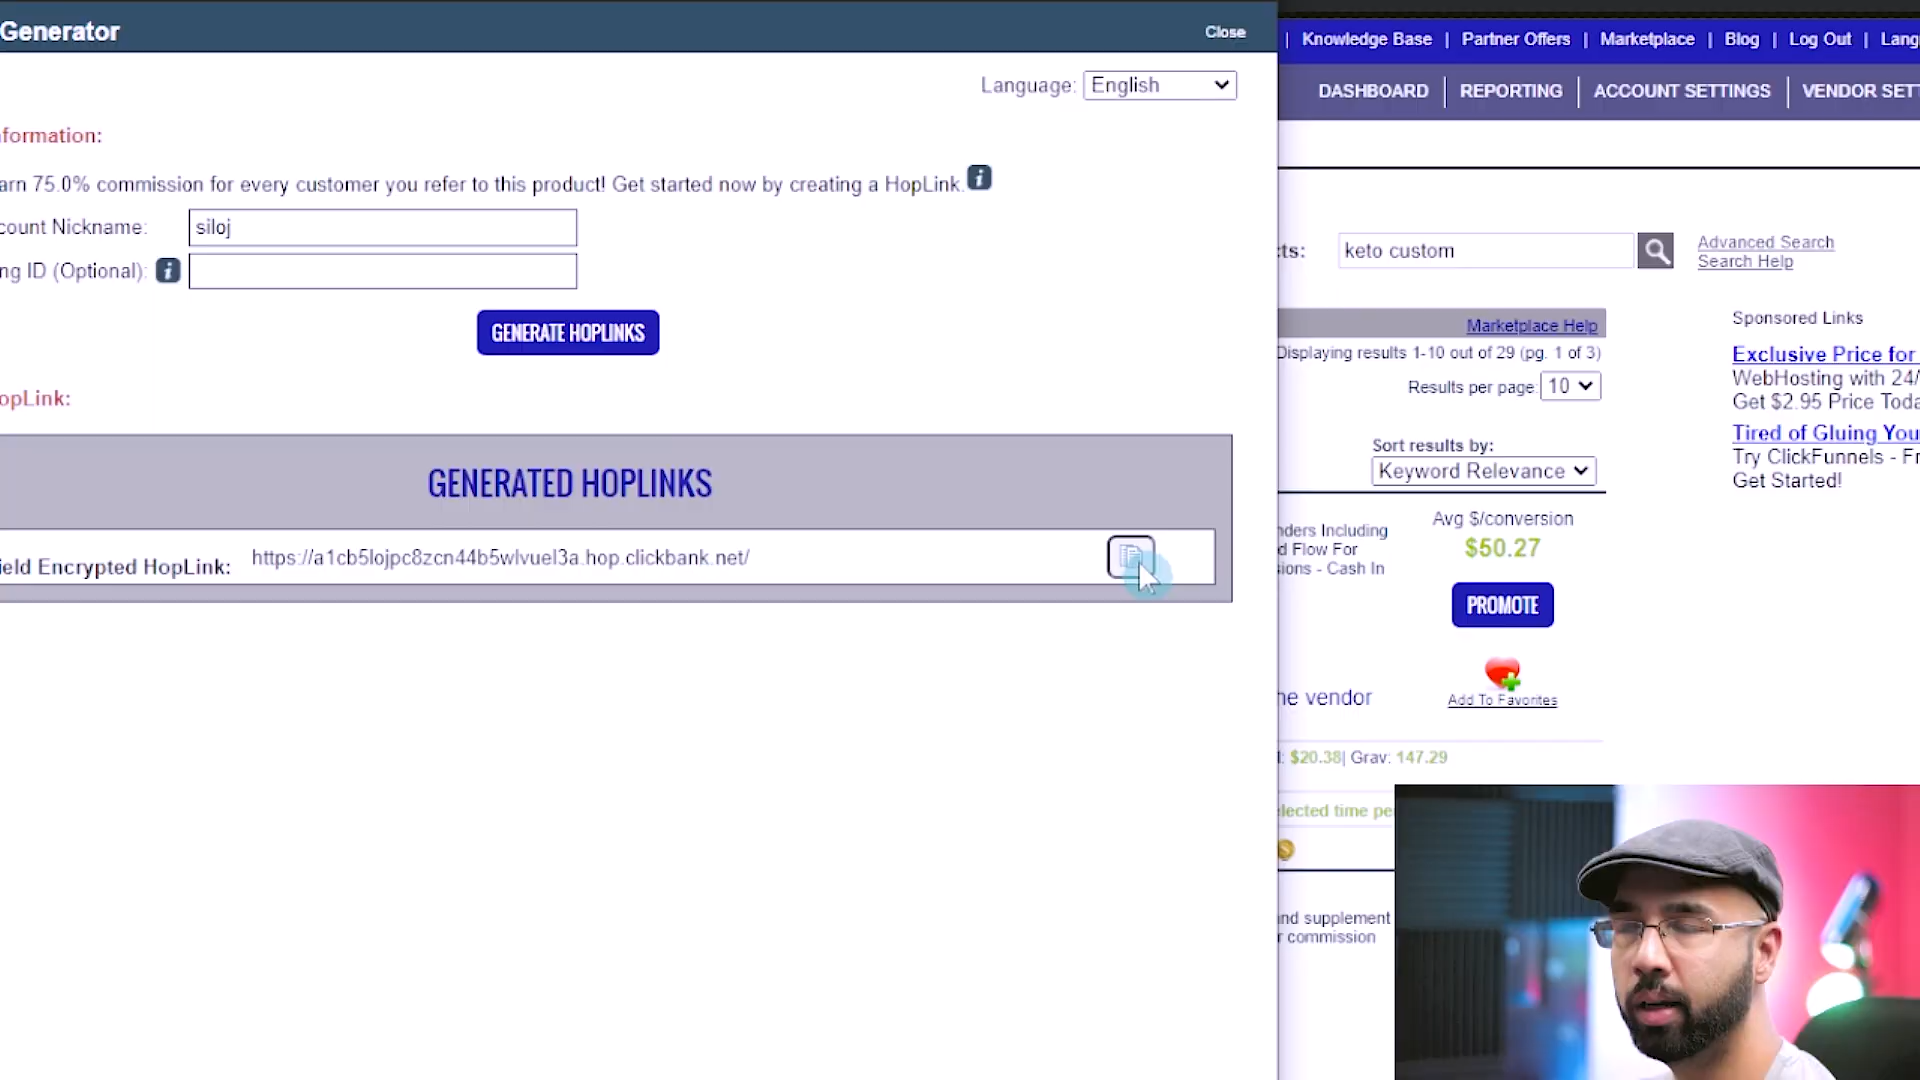 Generator
Close
Language: English
formation:
arn 75.0% commission for every customer you refer to this product! Get started now by creating a HopLink.
count Nickname: siloj
ng ID (Optional):
GENERATE HOPLINKS
opLink:
GENERATED HOPLINKS
ield Encrypted HopLink: https://a1cb5lojpc8zcn44b5wlvuel3a.hop.clickbank.net/
| Knowledge Base | Partner Offers | Marketplace | Blog | Log Out | Lang
DASHBOARD | REPORTING | ACCOUNT SETTINGS | VENDOR SETT
cts: keto custom
Advanced Search
Search Help
Marketplace Help
Displaying results 1-10 out of 29 (pg. 1 of 3)
Results per page: 10
Sort results by:
Keyword Relevance
Sponsored Links
Exclusive Price for
WebHosting with 24/
Get $2.95 Price Toda
Tired of Gluing You
Try ClickFunnels - Fr
Get Started!
nders Including
d Flow For
sions - Cash In
Avg $/conversion
$50.27
PROMOTE
he vendor
Add To Favorites
$20.38| Grav: 147.29
elected time pe
and supplement
r commission